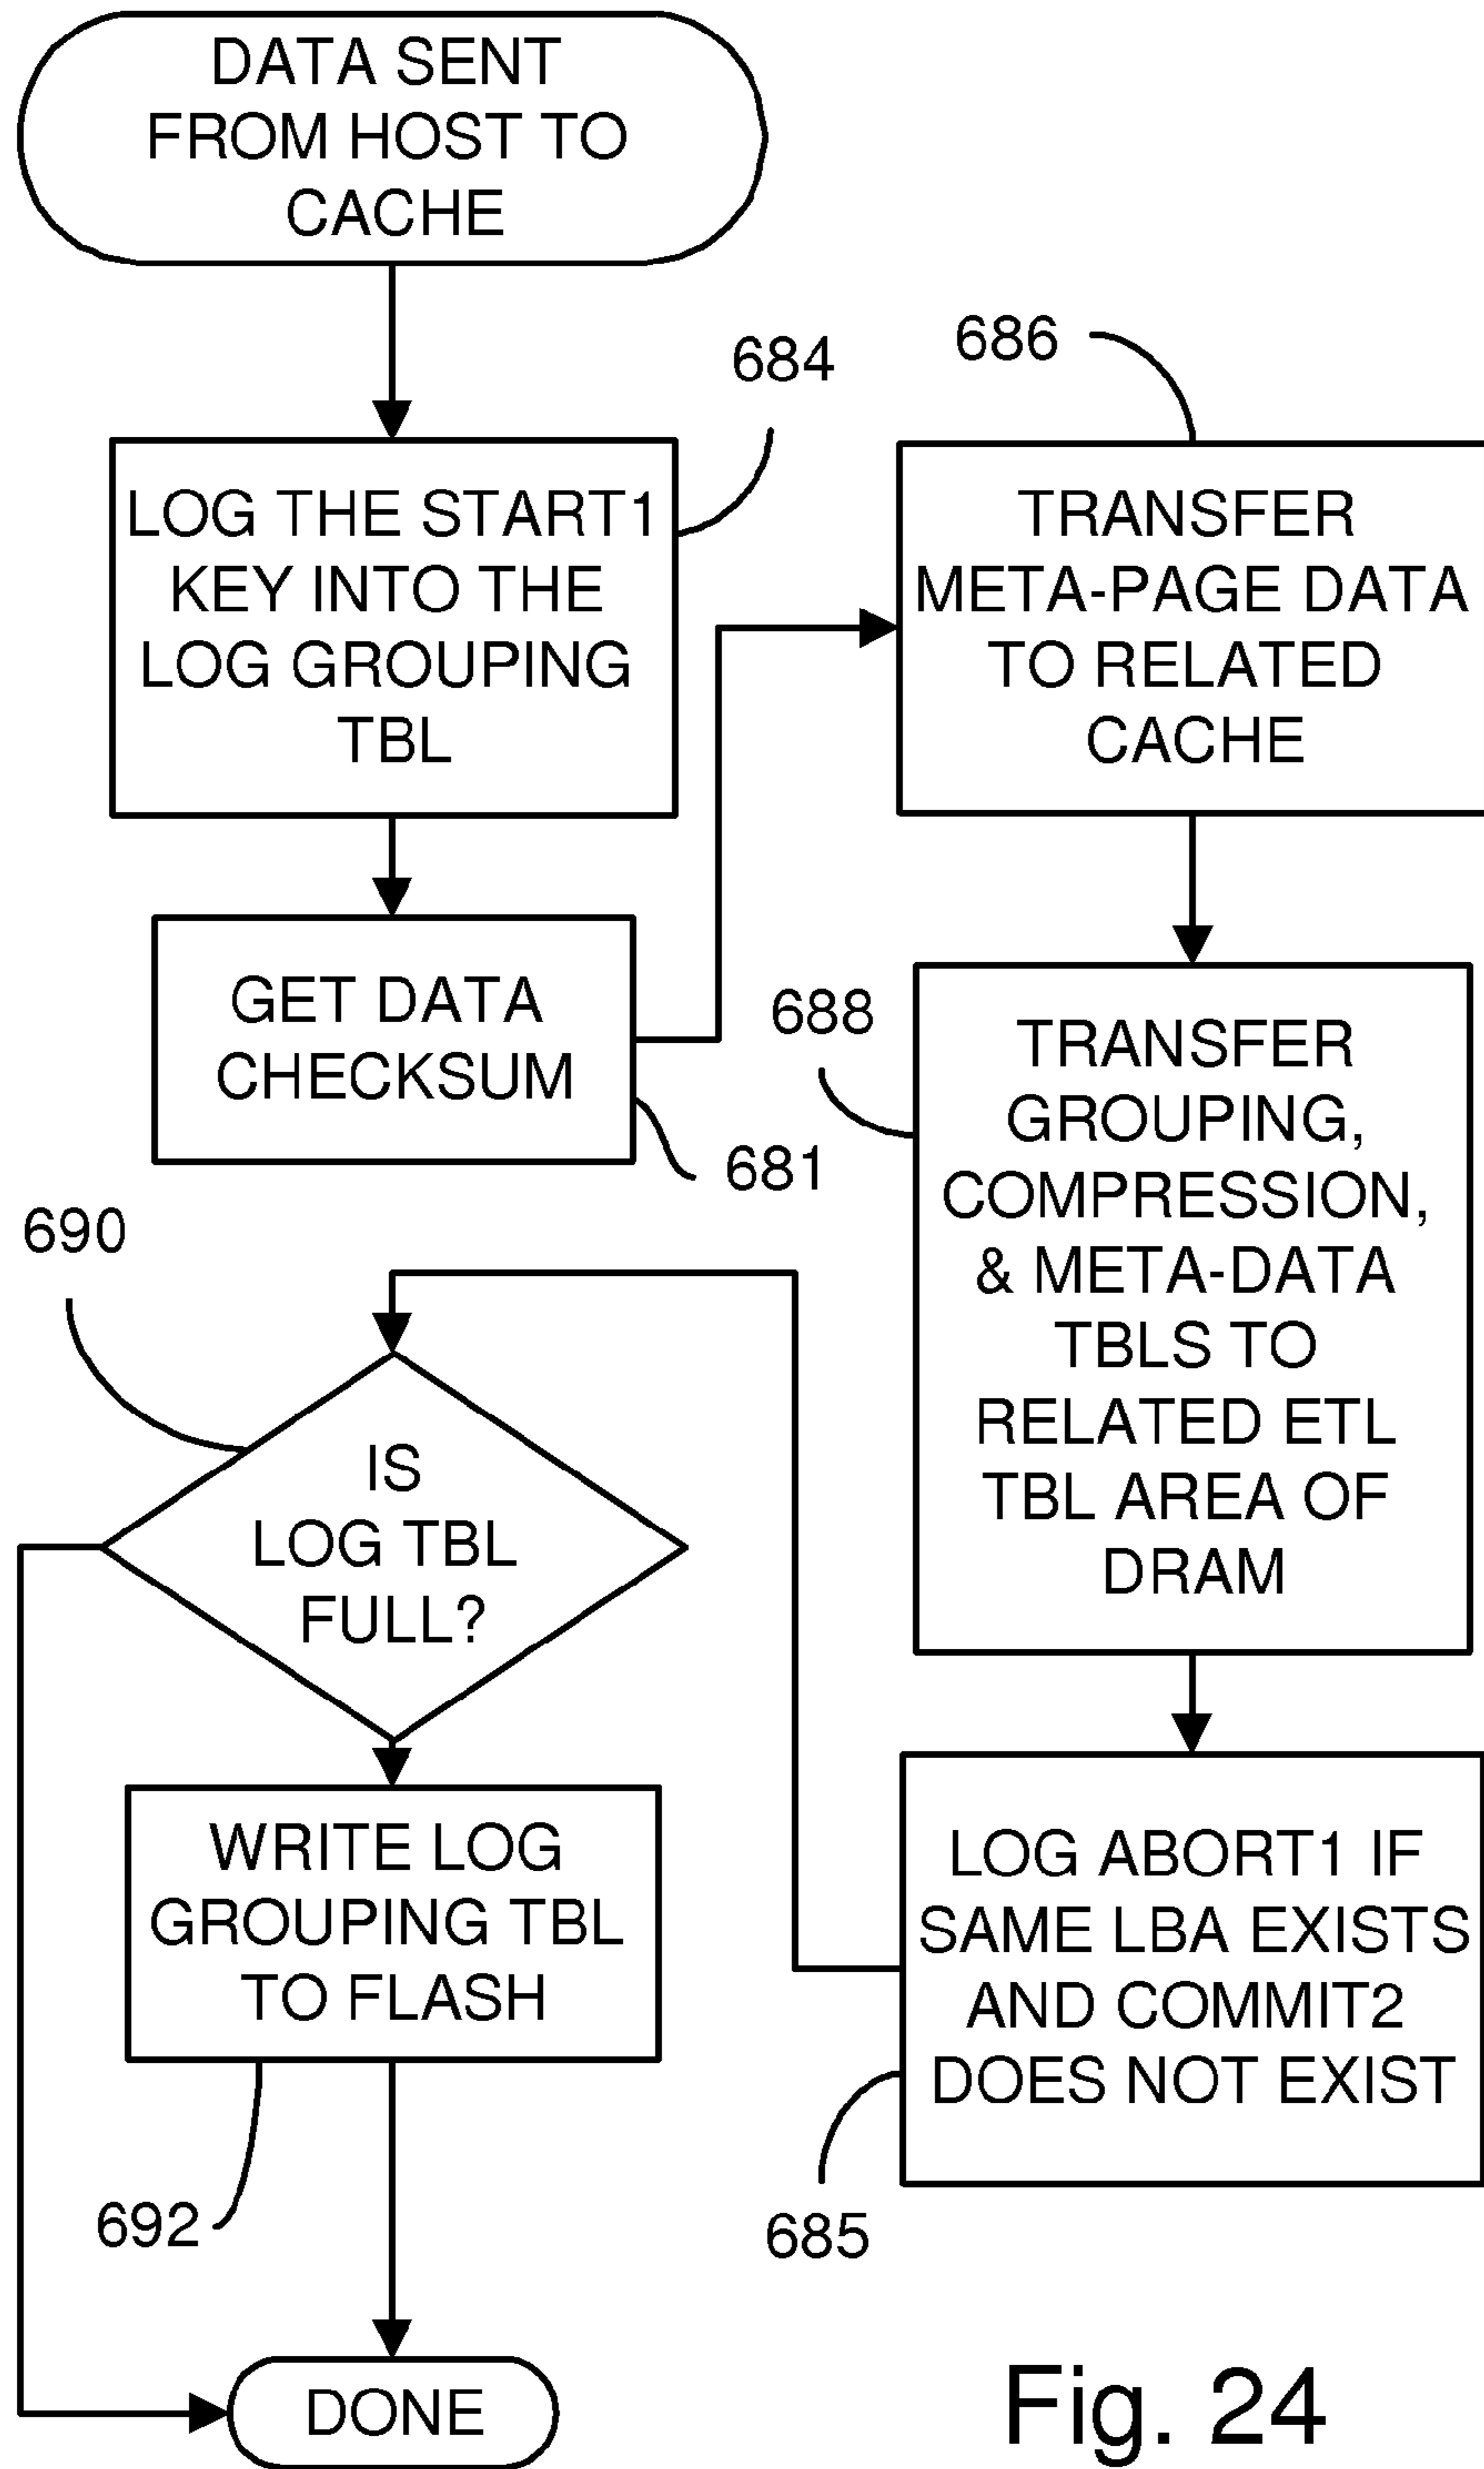 DATA SENT
FROM HOST TO
CACHE
684
LOG THE START1
KEY INTO THE
LOG GROUPING
TBL
GET DATA
CHECKSUM
681
686
TRANSFER
META-PAGE DATA
TO RELATED
CACHE
688
TRANSFER
GROUPING,
COMPRESSION,
& META-DATA
TBLS TO
RELATED ETL
TBL AREA OF
DRAM
LOG ABORT1 IF
SAME LBA EXISTS
AND COMMIT2
DOES NOT EXIST
685
690
IS
LOG TBL
FULL?
WRITE LOG
GROUPING TBL
TO FLASH
692
DONE
Fig. 24